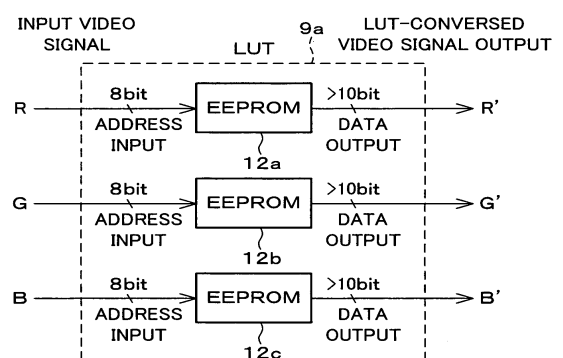 INPUT VIDEO
SIGNAL
LUT
9a
LUT-CONVERSED
VIDEO SIGNAL OUTPUT
R
8bit
ADDRESS
INPUT
EEPROM
12a
>10bit
DATA
OUTPUT
R'
G
8bit
ADDRESS
INPUT
EEPROM
12b
>10bit
DATA
OUTPUT
G'
B
8bit
ADDRESS
INPUT
EEPROM
12c
>10bit
DATA
OUTPUT
B'